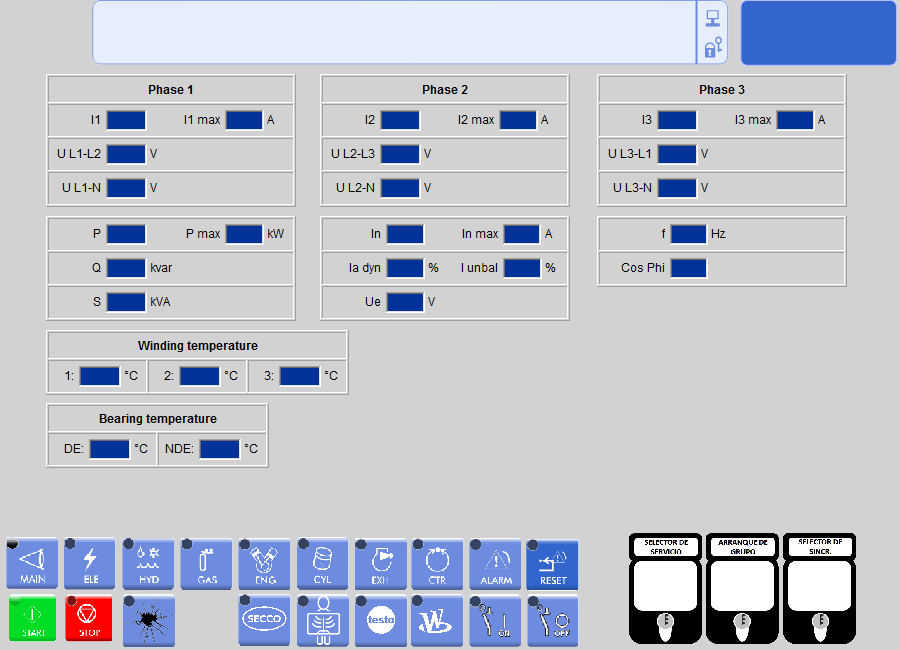 Phase 1
I1 I1 max A
U L1-L2 V
U L1-N V
Phase 2
I2 I2 max A
U L2-L3 V
U L2-N V
Phase 3
I3 I3 max A
U L3-L1 V
U L3-N V
P P max kW
Q kvar
S kVA
In In max A
Ia dyn % I unbal %
Ue V
f Hz
Cos Phi
Winding temperature
1: °C 2: °C 3: °C
Bearing temperature
DE: °C NDE: °C
MAIN ELE HYD GAS ENG CYL EXH CTR ALARM RESET
START STOP SECCO testo W ON OFF
SELECTOR DE
SERVICIO
ARRANQUE DE
GRUPO
SELECTOR DE
SINCR.